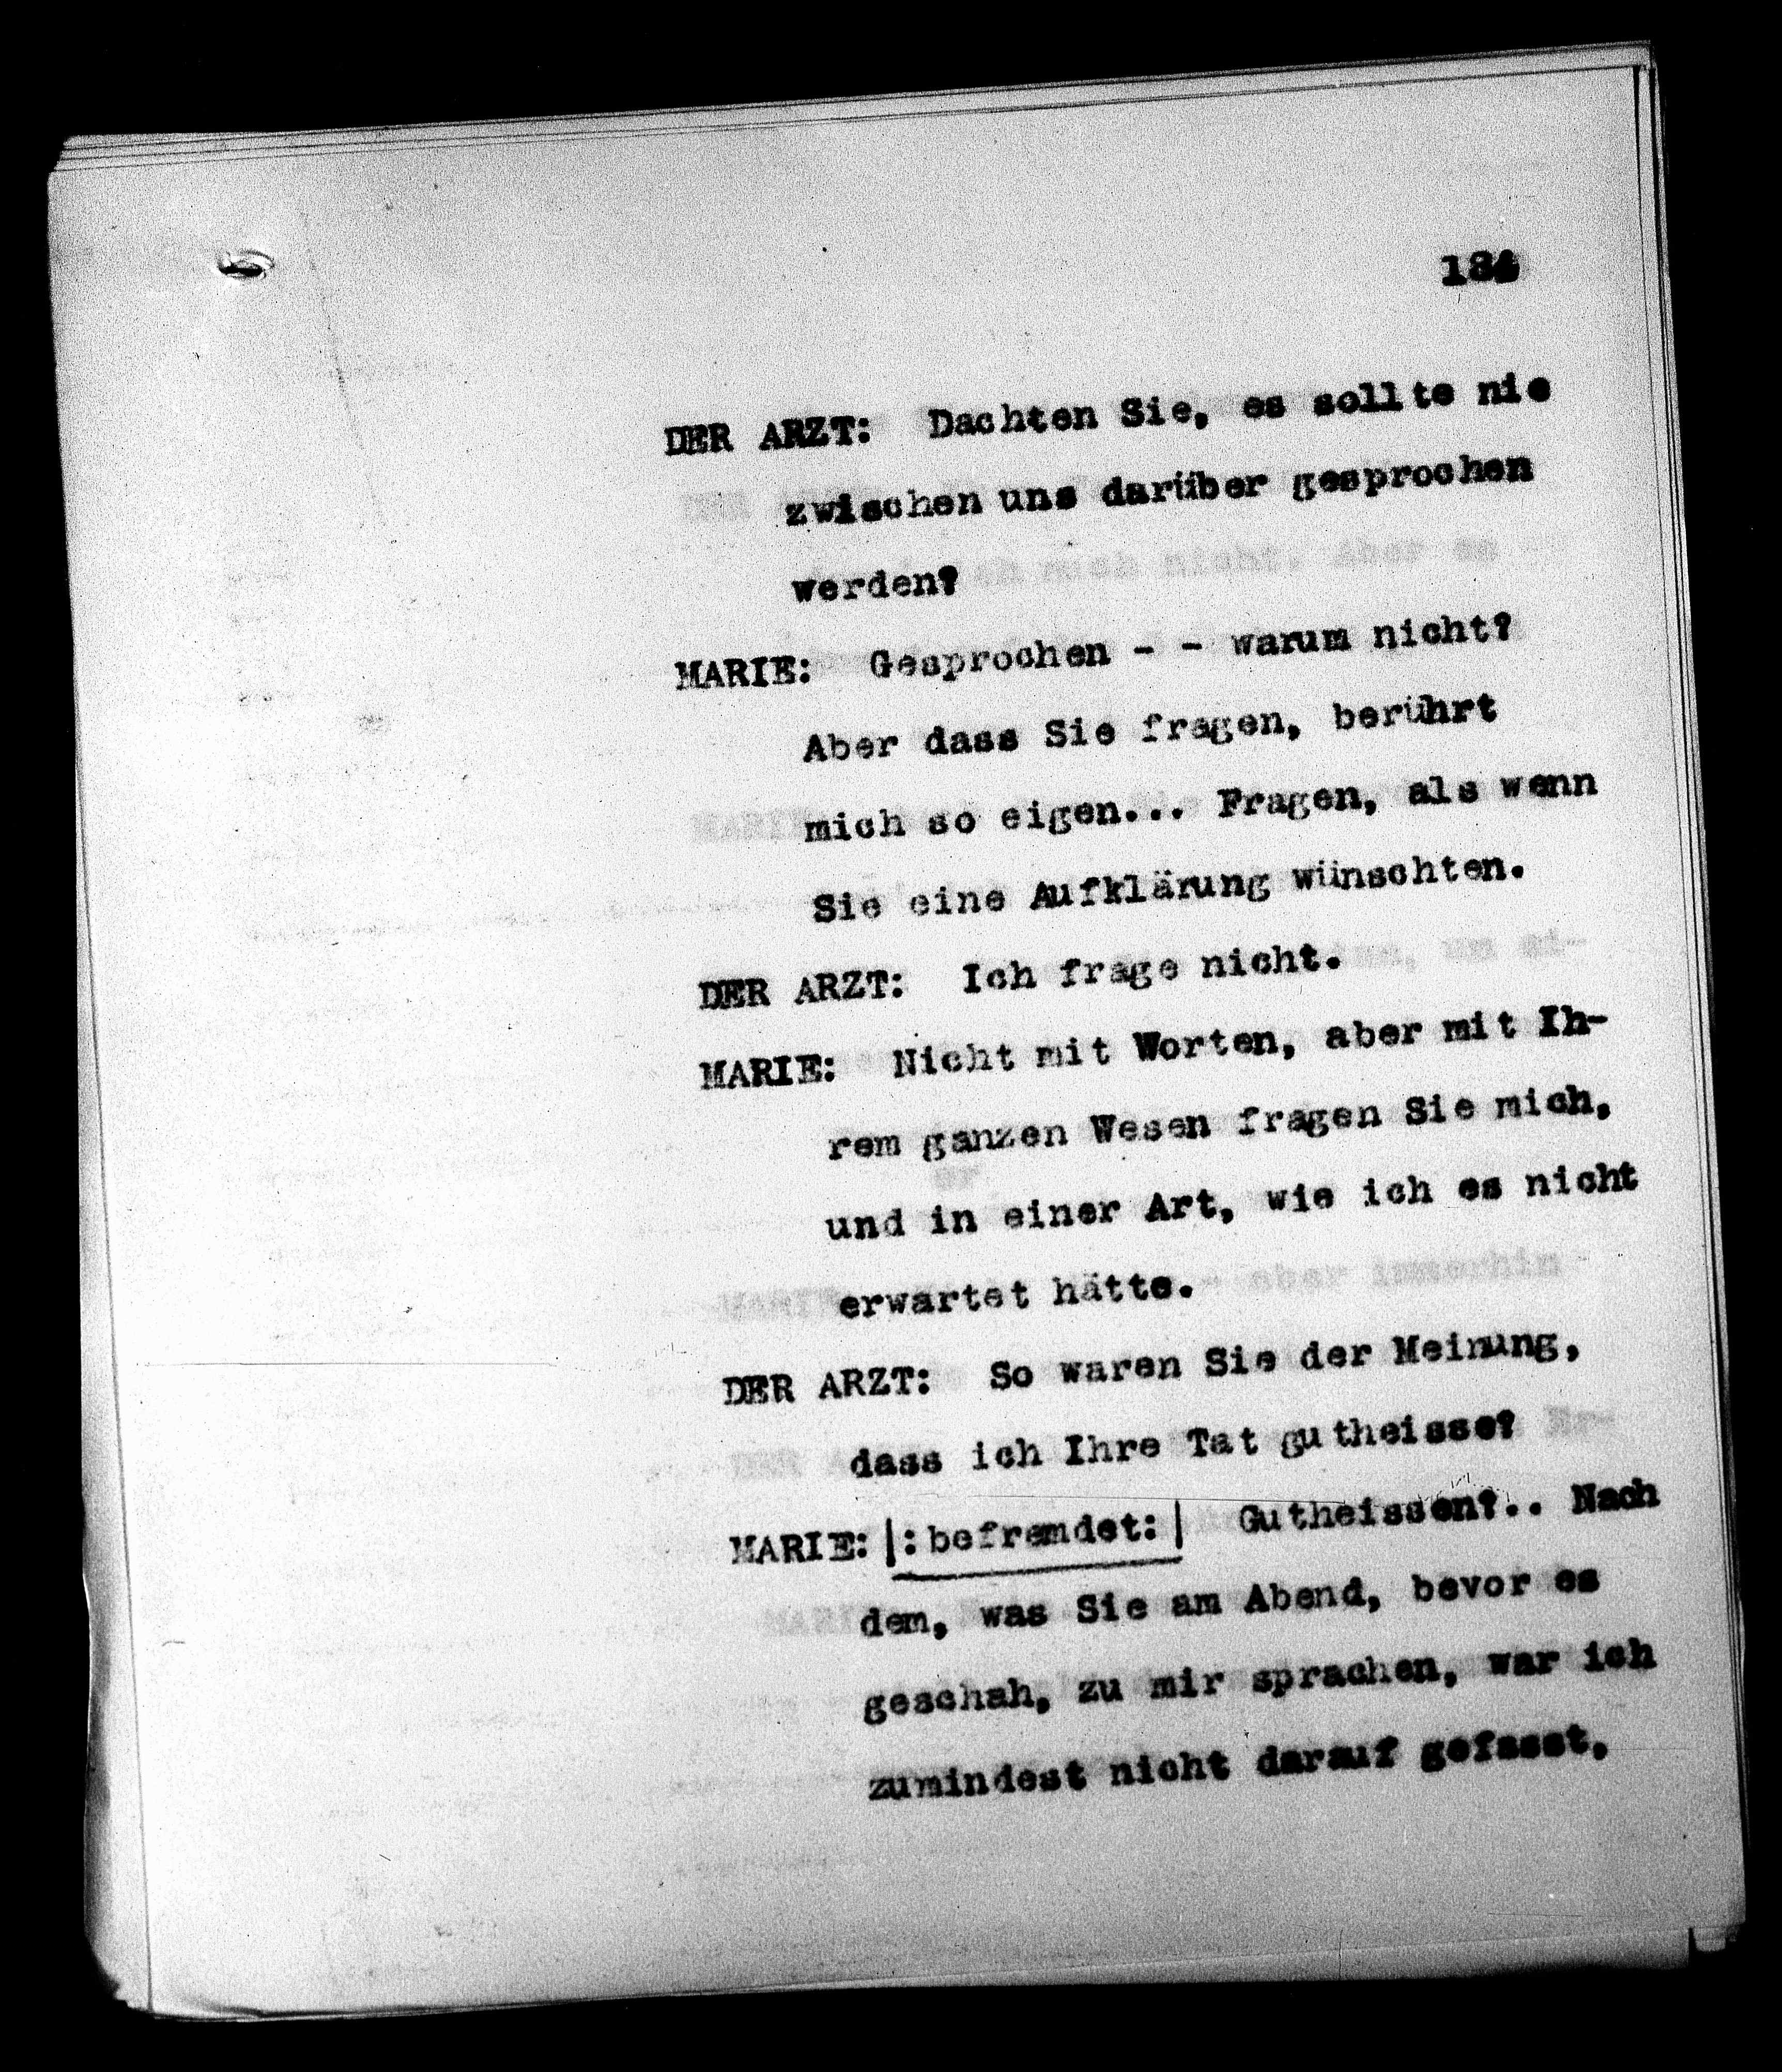 DER ARZT: Dachten Sie, es sollte nie
zwischen uns darüber gesprochen
werden?
MARIE: Gesprochen - - warum nicht?
Aber dass Sie fragen, berührt
mich so eigen... Fragen, als wenn
Sie eine Aufklärung wünschten.
DER ARZT: Ich frage nicht.
MARIE: Nicht mit Worten, aber mit Ih-
rem ganzen Wesen fragen Sie mich,
und in einer Art, wie ich es nicht
erwartet hätte.
DER ARZT: So waren Sie der Meinung,
dass ich Ihre Tat gutheisse?
MARIE: |:befremdet:| Gutheissen?.. Nach
dem, was Sie am Abend, bevor es
geschah, zu mir sprachen, war ich
zumindest nicht darauf gefasst,